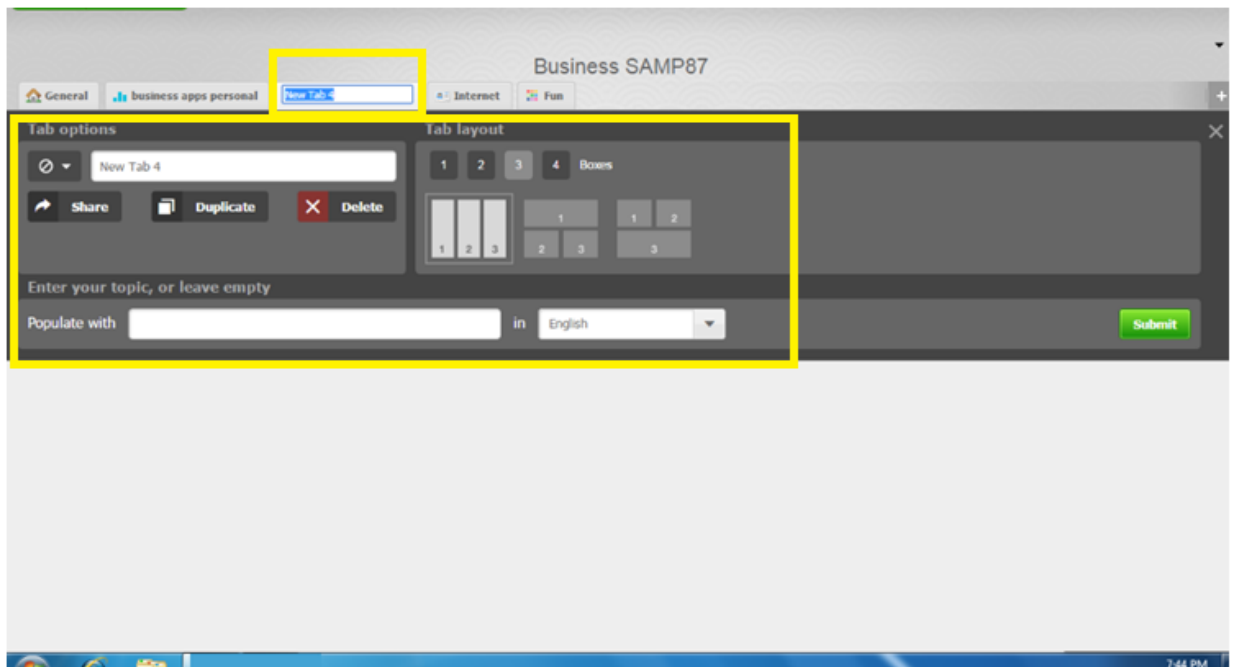 Business SAMP87
General business apps personal New Tab 4 Internet Fun +
Tab options Tab layout
New Tab 4 1 2 3 4 Boxes
Share Duplicate Delete
1 1 2
1 2 3 2 3 3
Enter your topic, or leave empty
Populate with in English Submit
7:44 PM